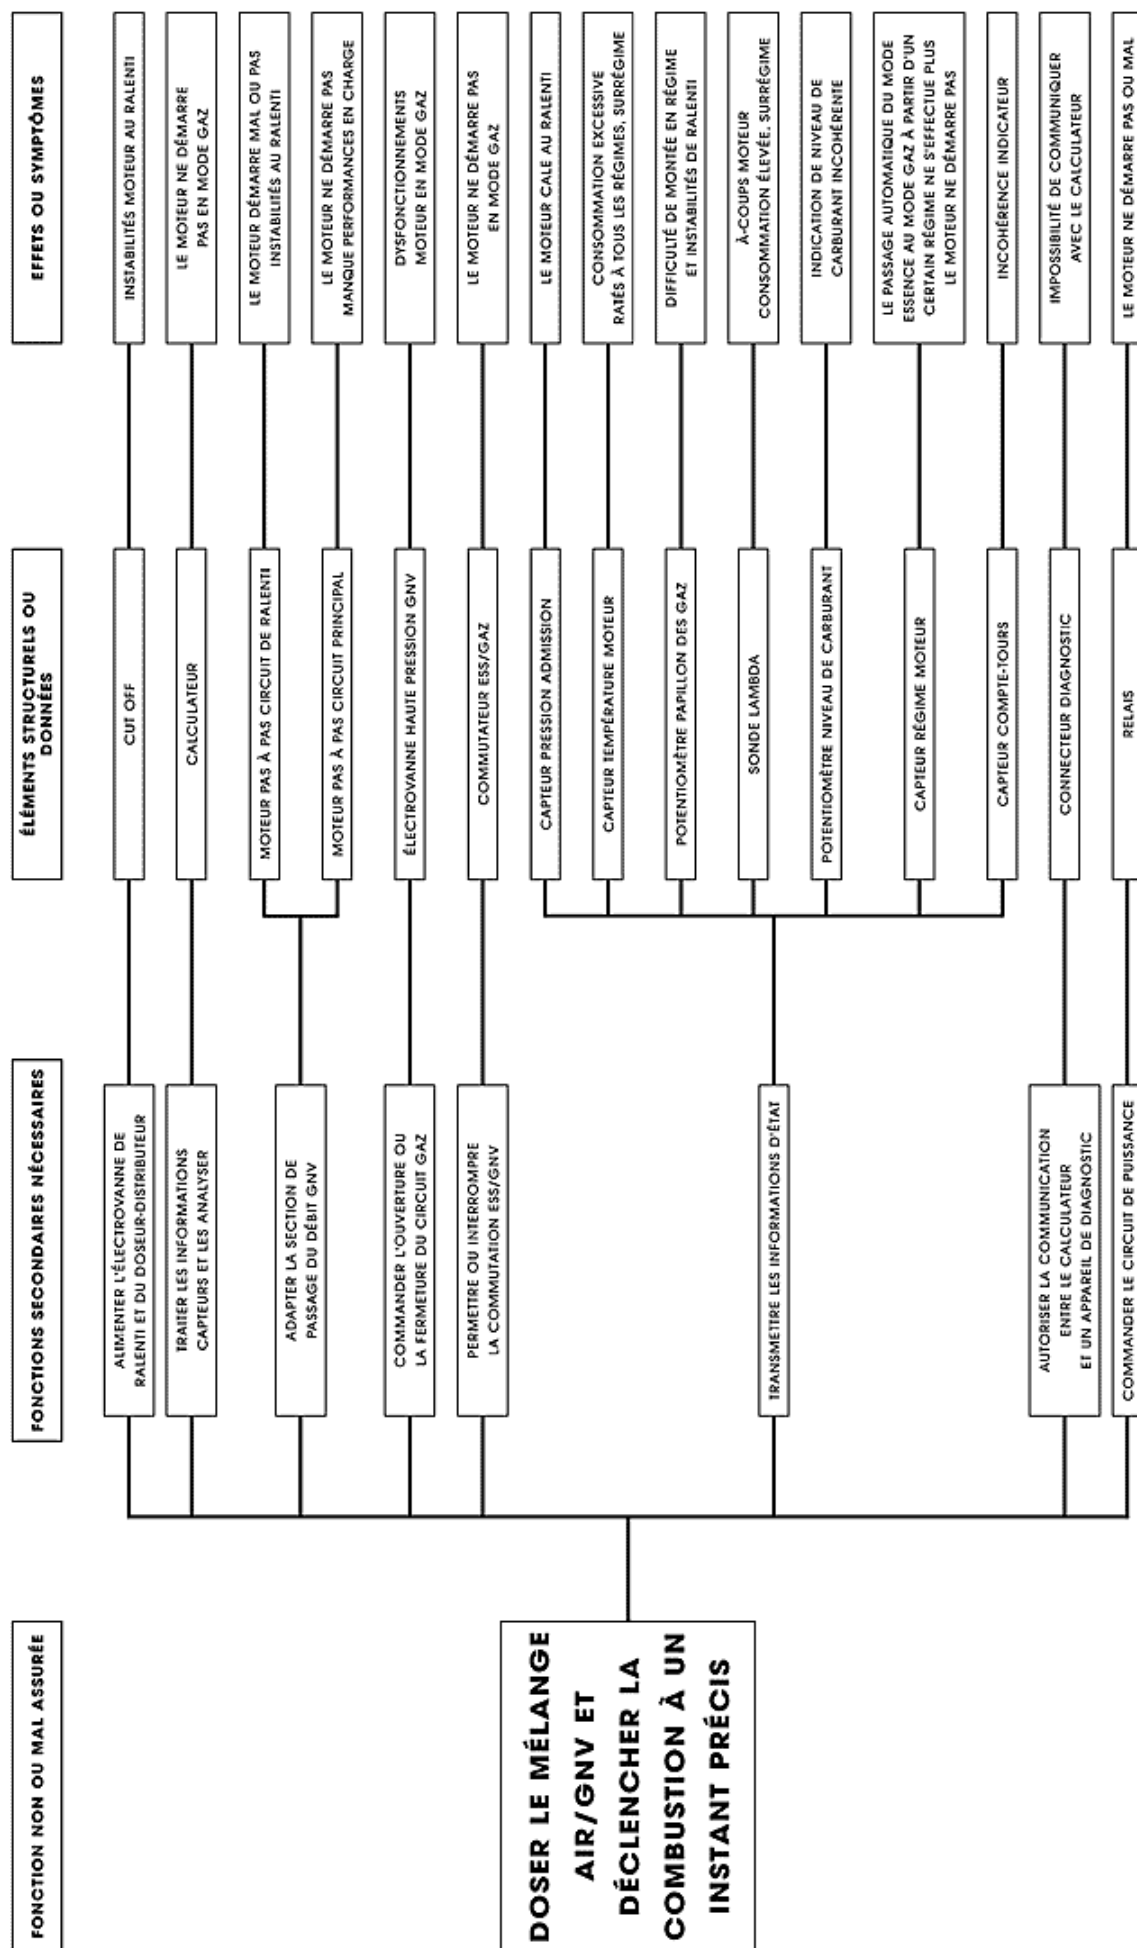 FONCTION NON OU MAL ASSURÉE
FONCTIONS SECONDAIRES NÉCESSAIRES
ÉLÉMENTS STRUCTURELS OU
DONNÉES
EFFETS OU SYMPTÔMES
DOSER LE MÉLANGE
AIR/GNV ET
DÉCLENCHER LA
COMBUSTION À UN
INSTANT PRÉCIS
ALIMENTER L'ÉLECTROVANNE DE
RALENTI ET DU DOSEUR-DISTRIBUTEUR
CUT OFF
INSTABILITÉS MOTEUR AU RALENTI
TRAITER LES INFORMATIONS
CAPTEURS ET LES ANALYSER
CALCULATEUR
LE MOTEUR NE DÉMARRE
PAS EN MODE GAZ
ADAPTER LA SECTION DE
PASSAGE DU DÉBIT GNV
MOTEUR PAS À PAS CIRCUIT DE RALENTI
LE MOTEUR DÉMARRE MAL OU PAS
INSTABILITÉS AU RALENTI
MOTEUR PAS À PAS CIRCUIT PRINCIPAL
LE MOTEUR NE DÉMARRE PAS
MANQUE PERFORMANCES EN CHARGE
COMMANDER L'OUVERTURE OU
LA FERMETURE DU CIRCUIT GAZ
ÉLECTROVANNE HAUTE PRESSION GNV
DYSFONCTIONNEMENTS
MOTEUR EN MODE GAZ
PERMETTRE OU INTERROMPRE
LA COMMUTATION ESS/GNV
COMMUTATEUR ESS/GAZ
LE MOTEUR NE DÉMARRE PAS
EN MODE GAZ
TRANSMETTRE LES INFORMATIONS D'ÉTAT
CAPTEUR PRESSION ADMISSION
LE MOTEUR CALE AU RALENTI
CAPTEUR TEMPÉRATURE MOTEUR
CONSOMMATION EXCESSIVE
RATÉS À TOUS LES RÉGIMES, SURRÉGIME
POTENTIOMÈTRE PAPILLON DES GAZ
DIFFICULTÉ DE MONTÉE EN RÉGIME
ET INSTABILITÉS DE RALENTI
SONDE LAMBDA
À-COUPS MOTEUR
CONSOMMATION ÉLEVÉE. SURRÉGIME
POTENTIOMÈTRE NIVEAU DE CARBURANT
INDICATION DE NIVEAU DE
CARBURANT INCOHÉRENTE
CAPTEUR RÉGIME MOTEUR
LE PASSAGE AUTOMATIQUE DU MODE
ESSENCE AU MODE GAZ À PARTIR D'UN
CERTAIN RÉGIME NE S'EFFECTUE PLUS
LE MOTEUR NE DÉMARRE PAS
CAPTEUR COMPTE-TOURS
INCOHÉRENCE INDICATEUR
AUTORISER LA COMMUNICATION
ENTRE LE CALCULATEUR
ET UN APPAREIL DE DIAGNOSTIC
CONNECTEUR DIAGNOSTIC
IMPOSSIBILITÉ DE COMMUNIQUER
AVEC LE CALCULATEUR
COMMANDER LE CIRCUIT DE PUISSANCE
RELAIS
LE MOTEUR NE DÉMARRE PAS OU MAL